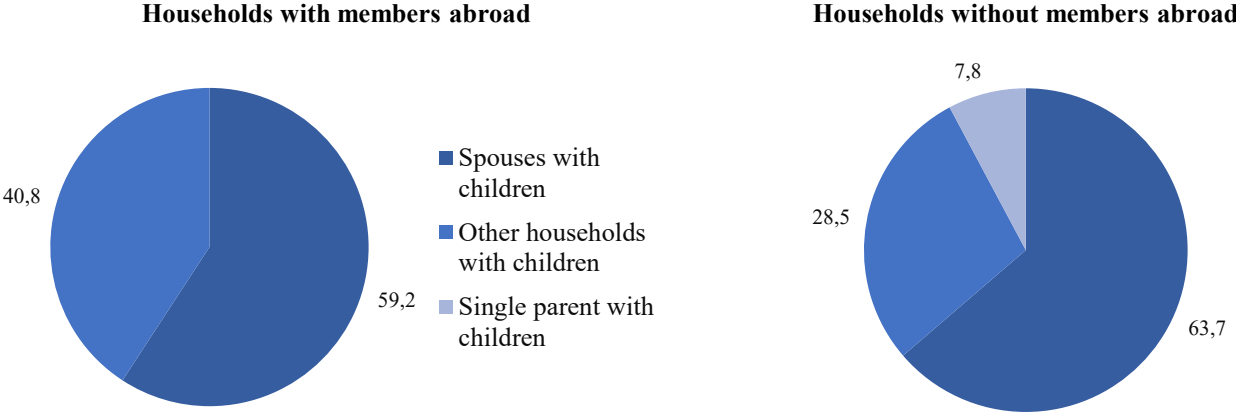 Households with members abroad
40,8
59,2
Spouses with
children
Other households
with children
Single parent with
children
Households without members abroad
7,8
28,5
63,7